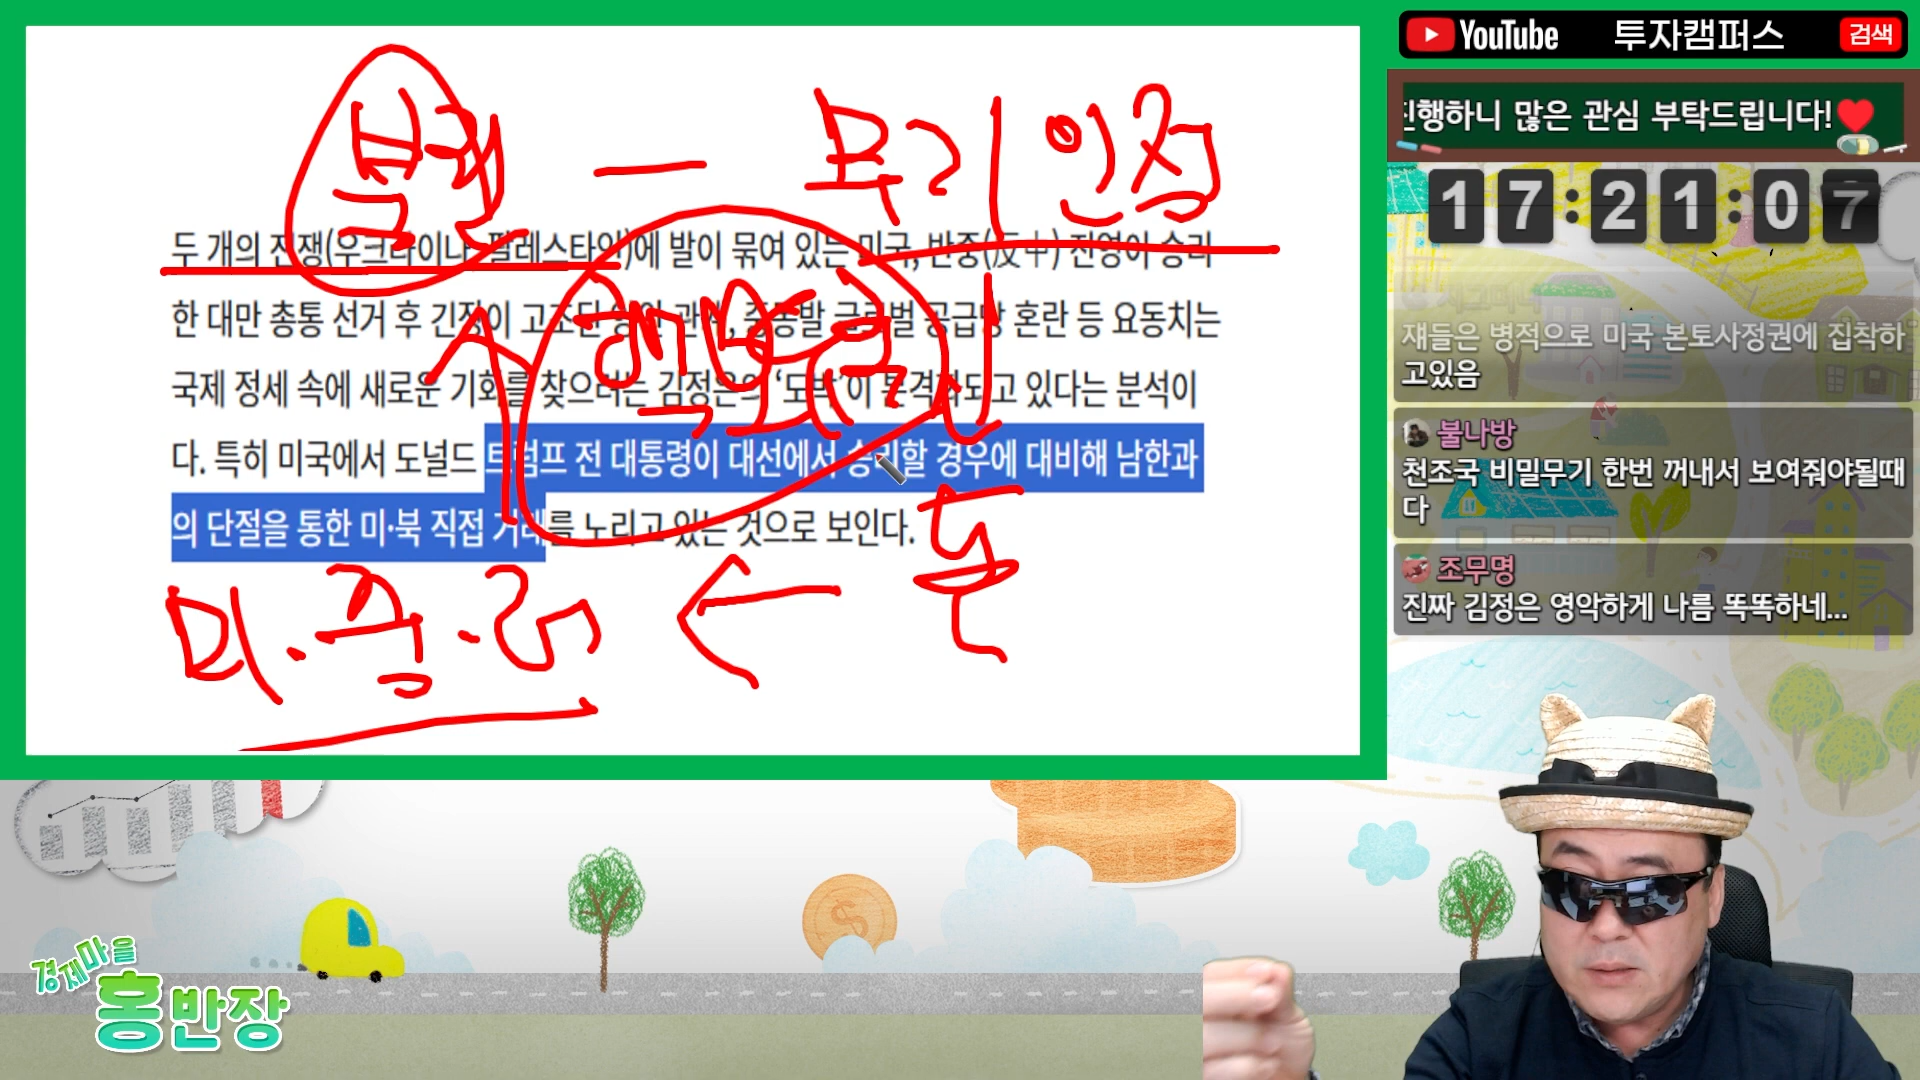 YouTube 투자캠퍼스 검색
진행하니 많은 관심 부탁드립니다!
17:21:07
북핵 — 무기 인정
두 개의 전쟁(우크라이나·팔레스타인)에 발이 묶여 있는 미국, 반중(反中) 진영이 승리
한 대만 총통 선거 후 긴장이 고조된 양안 관계, 중동발 글로벌 공급망 혼란 등 요동치는
국제 정세 속에 새로운 기회를 찾으려는 김정은의 ‘도박’이 본격화되고 있다는 분석이
다. 특히 미국에서 도널드 트럼프 전 대통령이 대선에서 승리할 경우에 대비해 남한과
의 단절을 통한 미·북 직접 거래를 노리고 있는 것으로 보인다.
미·중·러
쟤들은 병적으로 미국 본토사정권에 집착하
고있음
불나방
천조국 비밀무기 한번 꺼내서 보여줘야될때
다
조무명
진짜 김정은 영악하게 나름 똑똑하네...
경제마을
홍반장